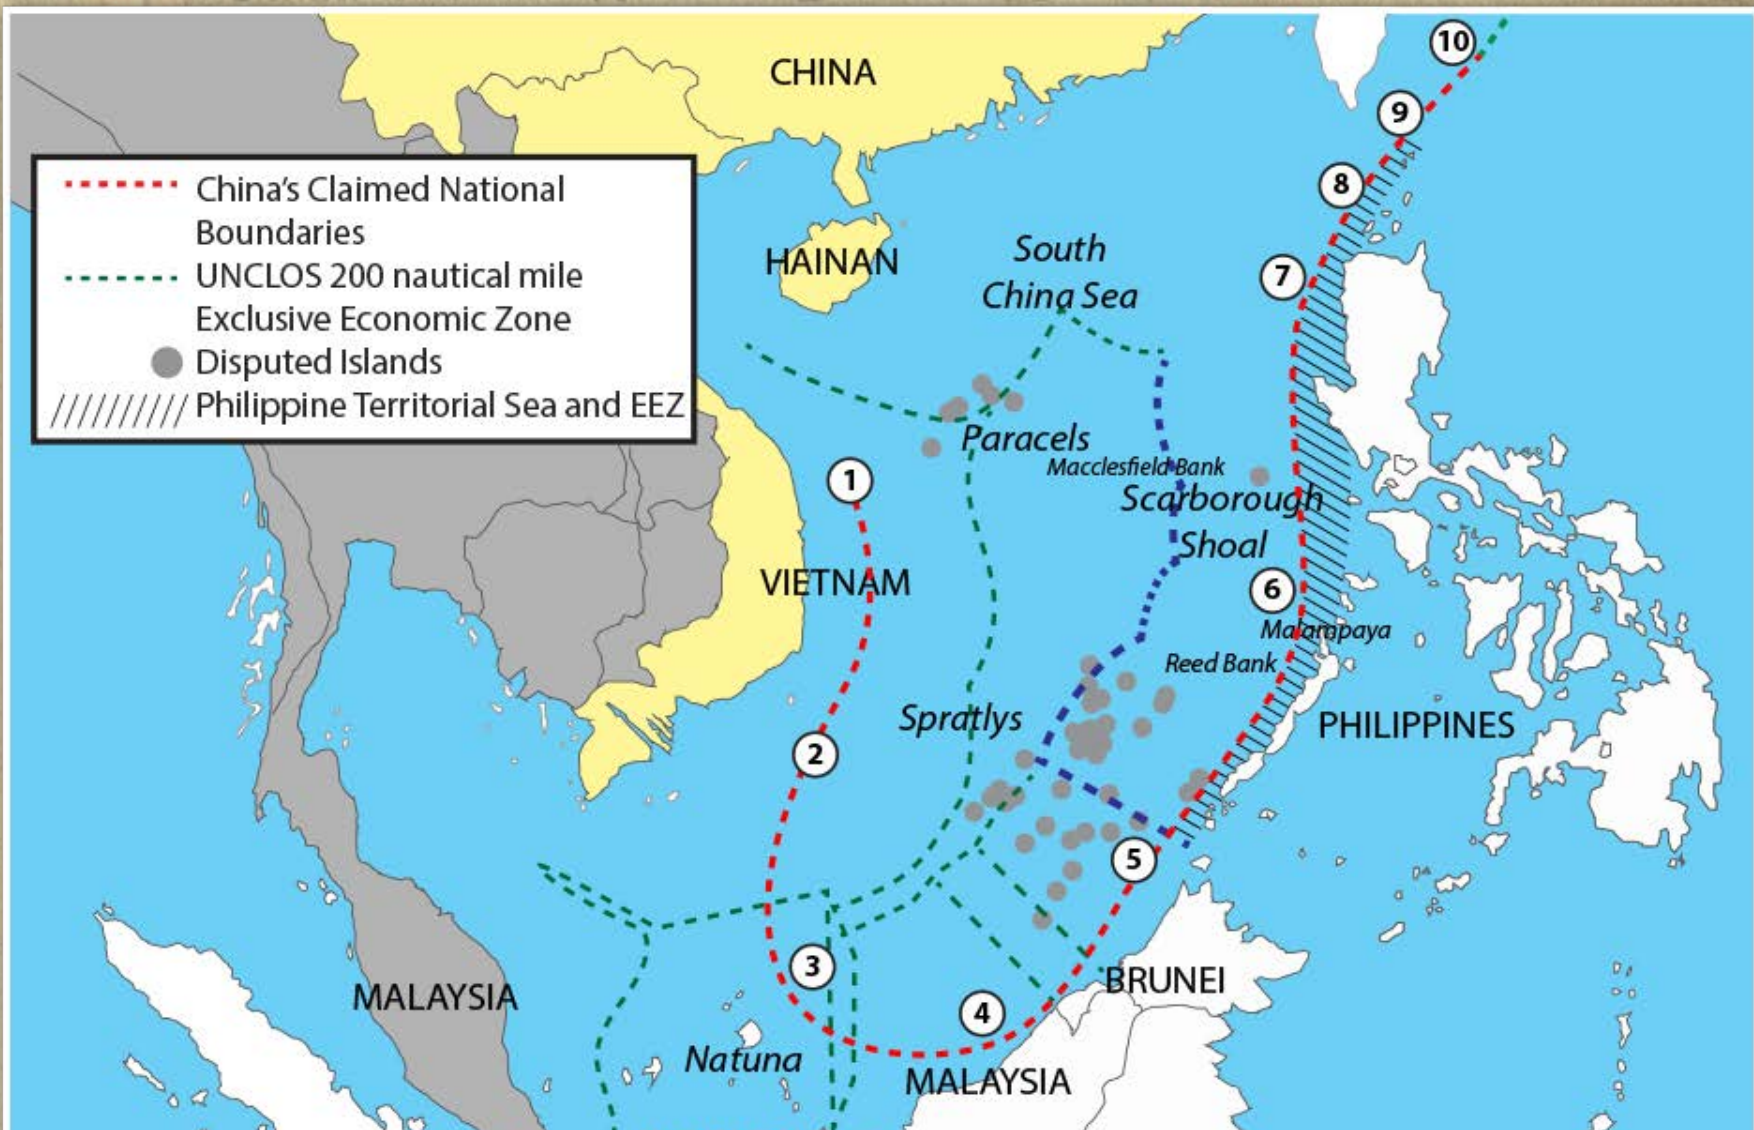 CHINA
10
9
8
7
China's Claimed National
Boundaries
UNCLOS 200 nautical mile
Exclusive Economic Zone
Disputed Islands
Philippine Territorial Sea and EEZ
HAINAN
South
China Sea
Paracels
Macclesfield Bank
Scarborough
Shoal
1
VIETNAM
6
Malampaya
Reed Bank
Spratlys
PHILIPPINES
2
5
3
4
BRUNEI
MALAYSIA
Natuna
MALAYSIA